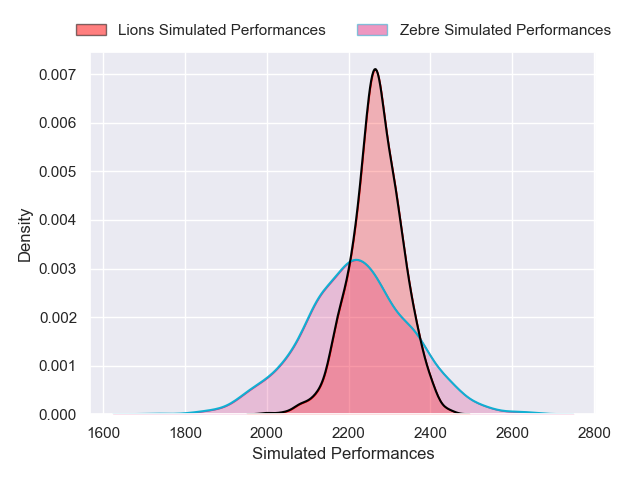 Lions Simulated Performances Zebre Simulated Performances
0.007
0.006
0.005
0.004
0.003
0.002
0.001
0.000
Density
1600 1800 2000 2200 2400 2600 2800
Simulated Performances